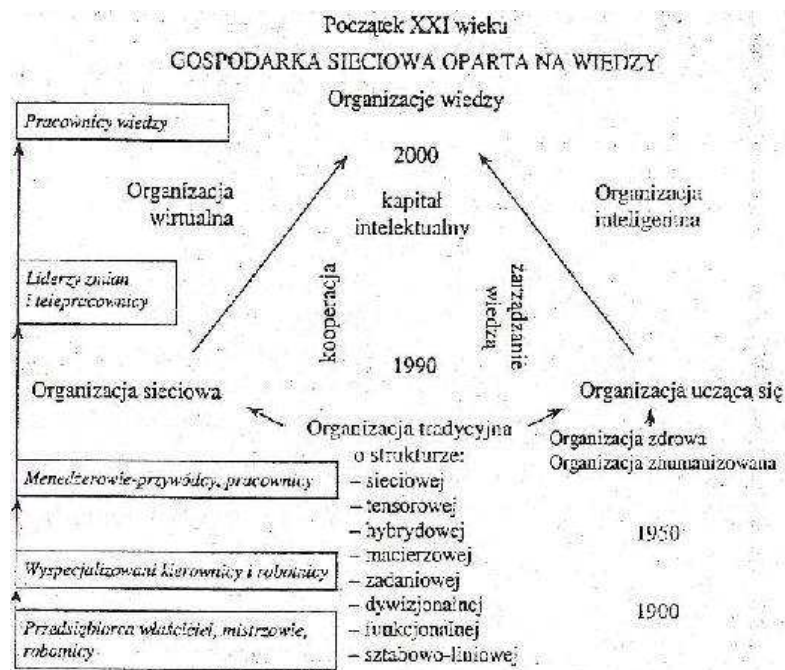 Początek XXI wieku
GOSPODARKA SIECIOWA OPARTA NA WIEDZY
Organizacje wiedzy
Pracownicy wiedzy
2000
Organizacja
wirtualna
kapitał
intelektualny
Organizacja
inteligentna
Liderzy zmian
i telepracownicy
kooperacja
zarządzanie
wiedzą
1990
Organizacja sieciowa
Organizacja ucząca się
Organizacja tradycyjna
o strukturze:
Organizacja zdrowa
Organizacja zhumanizowana
Menedżerowie-przywódcy, pracownicy
– sieciowej
– tensorowej
– hybrydowej
– macierzowej
– zadaniowej
– dywizjonalnej
– funkcjonalnej
– sztabowo-liniowej
1950
Wyspecjalizowani kierownicy i robotnicy
1900
Przedsiębiorca właściciel, mistrzowie,
robotnicy